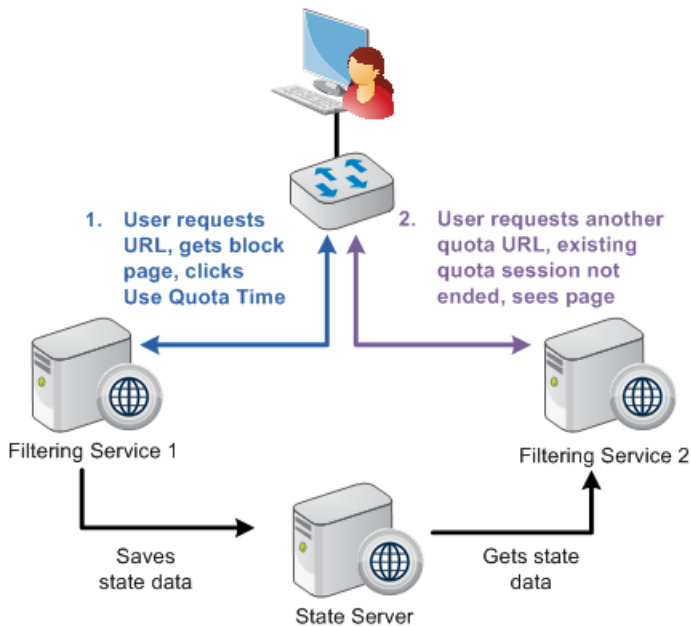 1. User requests
URL, gets block
page, clicks
Use Quota Time
2. User requests another
quota URL, existing
quota session not
ended, sees page
Filtering Service 1
Filtering Service 2
Saves
state data
Gets state
data
State Server